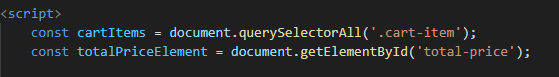 <script>
const cartItems = document.querySelectorAll('.cart-item');
const totalPriceElement = document.getElementById('total-price');